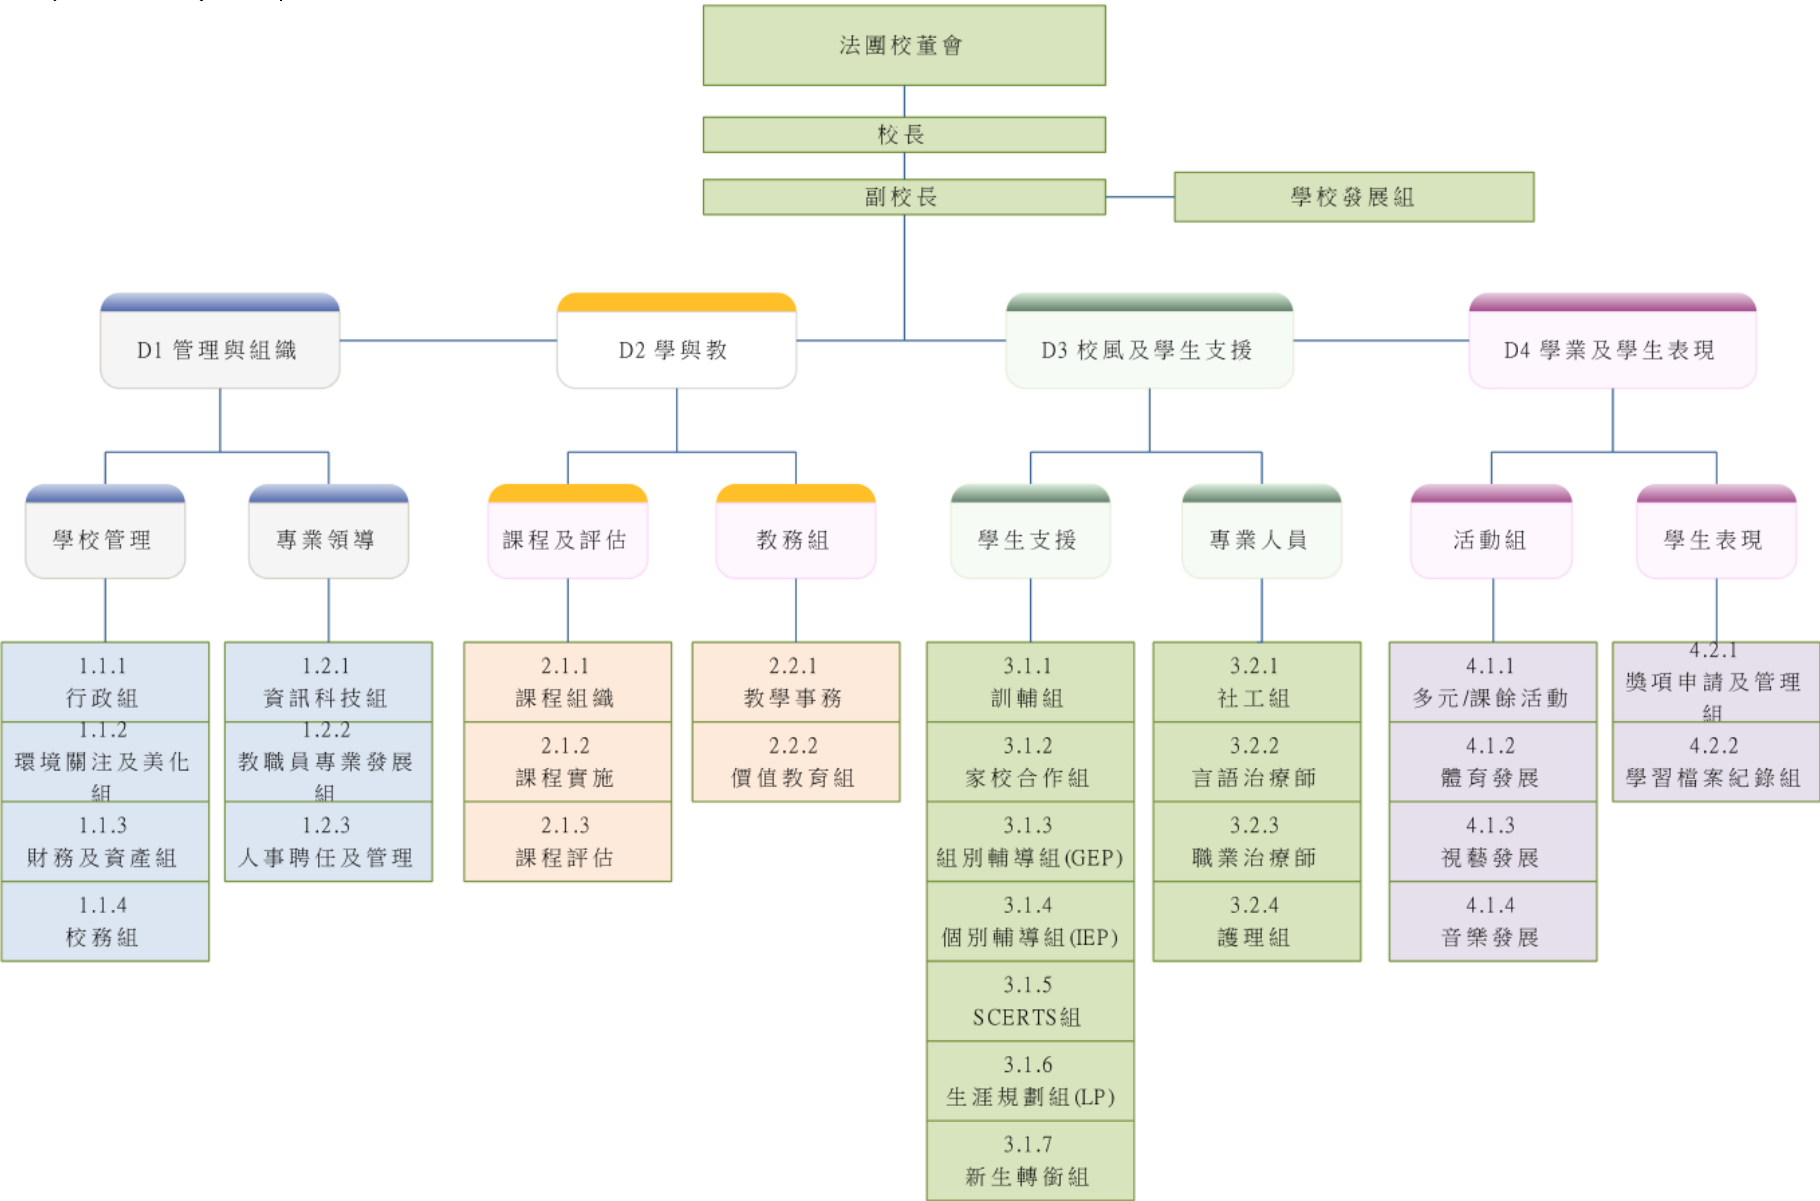 法團校董會
校長
副校長
學校發展組
D1 管理與組織
D2 學與教
D3 校風及學生支援
D4 學業及學生表現
學校管理
專業領導
課程及評估
教務組
學生支援
專業人員
活動組
學生表現
1.1.1
行政組
1.1.2
環境關注及美化
組
1.1.3
財務及資產組
1.1.4
校務組
1.2.1
資訊科技組
1.2.2
教職員專業發展
組
1.2.3
人事聘任及管理
2.1.1
課程組織
2.1.2
課程實施
2.1.3
課程評估
2.2.1
教學事務
2.2.2
價值教育組
3.1.1
訓輔組
3.1.2
家校合作組
3.1.3
組別輔導組(GEP)
3.1.4
個別輔導組(IEP)
3.1.5
SCERTS組
3.1.6
生涯規劃組(LP)
3.1.7
新生轉銜組
3.2.1
社工組
3.2.2
言語治療師
3.2.3
職業治療師
3.2.4
護理組
4.1.1
多元/課餘活動
4.1.2
體育發展
4.1.3
視藝發展
4.1.4
音樂發展
4.2.1
獎項申請及管理
組
4.2.2
學習檔案紀錄組